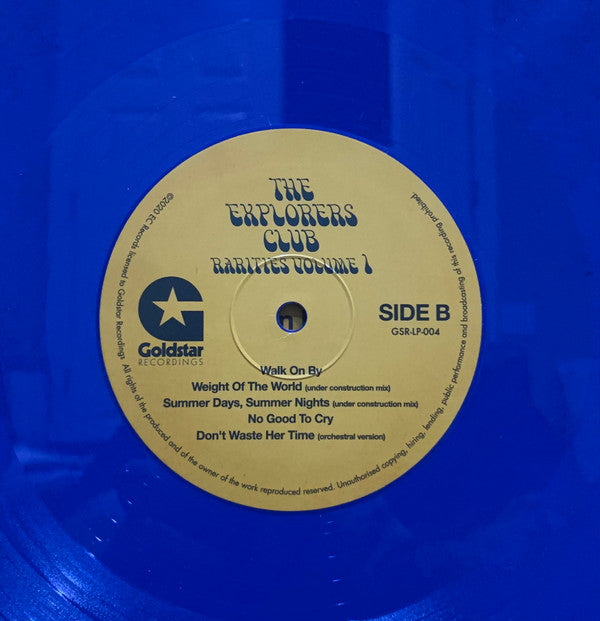 THE
EXPLORERS
CLUB
RARITIES VOLUME 1
SIDE B
GSR-LP-004
Goldstar
RECORDINGS
Walk On By
Weight Of The World (under construction mix)
Summer Days, Summer Nights (under construction mix)
No Good To Cry
Don't Waste Her Time (orchestral version)
©2020 EC Records licensed to Goldstar Recordings. All rights of the produced and of the owner of the work reproduced reserved. Unauthorised copying, hiring, lending, public performance and broadcasting of this recording prohibited.